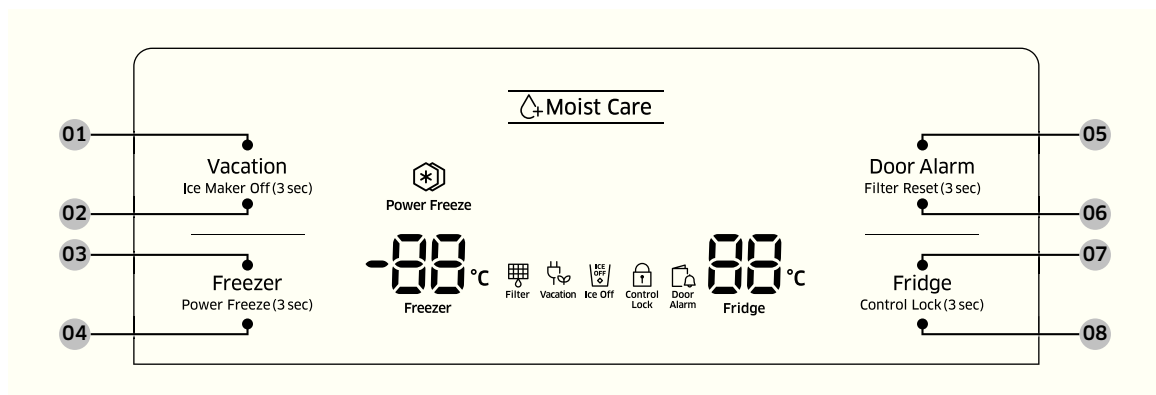 Moist Care
01
Vacation
Ice Maker Off (3 sec)
02
03
Freezer
Power Freeze (3 sec)
04
Power Freeze
-88 °C
Freezer
Filter
Vacation
ICE
OFF
Ice Off
Control
Lock
Door
Alarm
88 °C
Fridge
05
Door Alarm
Filter Reset (3 sec)
06
07
Fridge
Control Lock (3 sec)
08